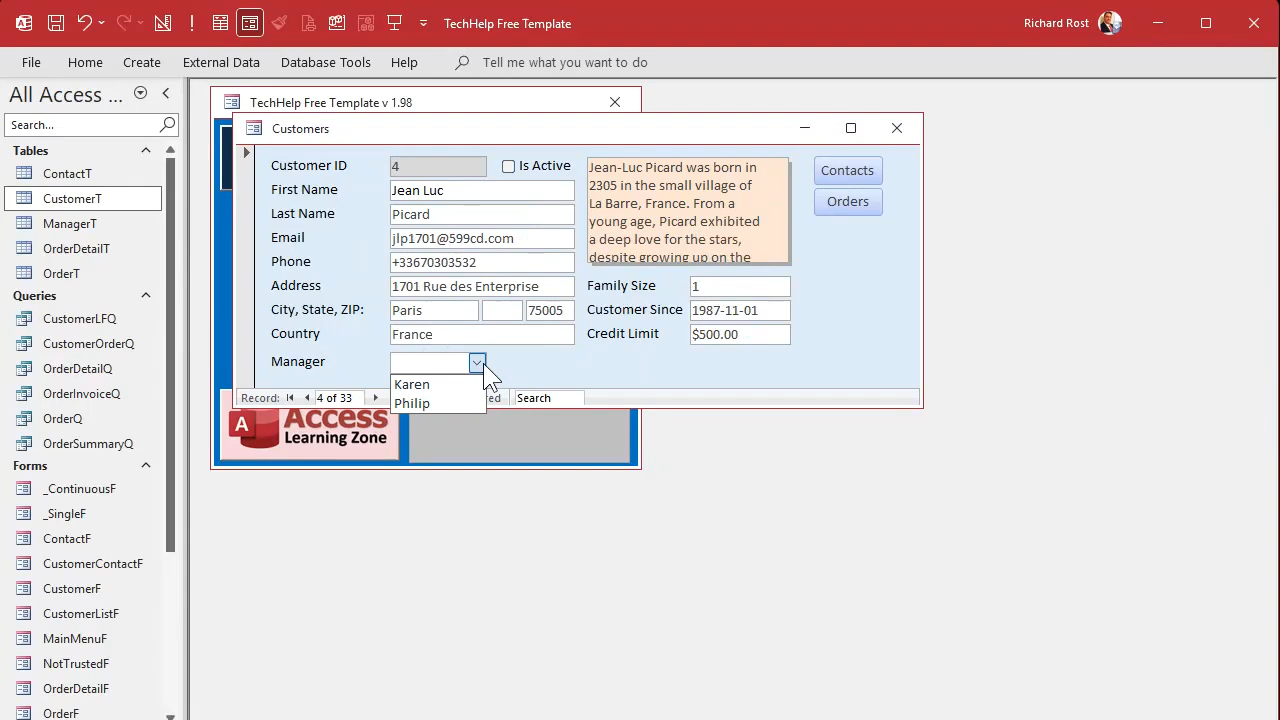 TechHelp Free Template
Richard Rost
File
Home
Create
External Data
Database Tools
Help
Tell me what you want to do
All Access ...
Search...
Tables
ContactT
CustomerT
ManagerT
OrderDetailT
OrderT
Queries
CustomerLFQ
CustomerOrderQ
OrderDetailQ
OrderInvoiceQ
OrderQ
OrderSummaryQ
Forms
_ContinuousF
_SingleF
ContactF
CustomerContactF
CustomerF
CustomerListF
MainMenuF
NotTrustedF
OrderDetailF
OrderF
TechHelp Free Template v 1.98
Customers
Customer ID 4 Is Active
First Name Jean Luc
Last Name Picard
Email jlp1701@599cd.com
Phone +33670303532
Address 1701 Rue des Enterprise
City, State, ZIP: Paris 75005
Country France
Manager
Karen
Philip
Jean-Luc Picard was born in
2305 in the small village of
La Barre, France. From a
young age, Picard exhibited
a deep love for the stars,
despite growing up on the
Family Size 1
Customer Since 1987-11-01
Credit Limit $500.00
Contacts
Orders
Record: 4 of 33 Search
A Access
Learning Zone